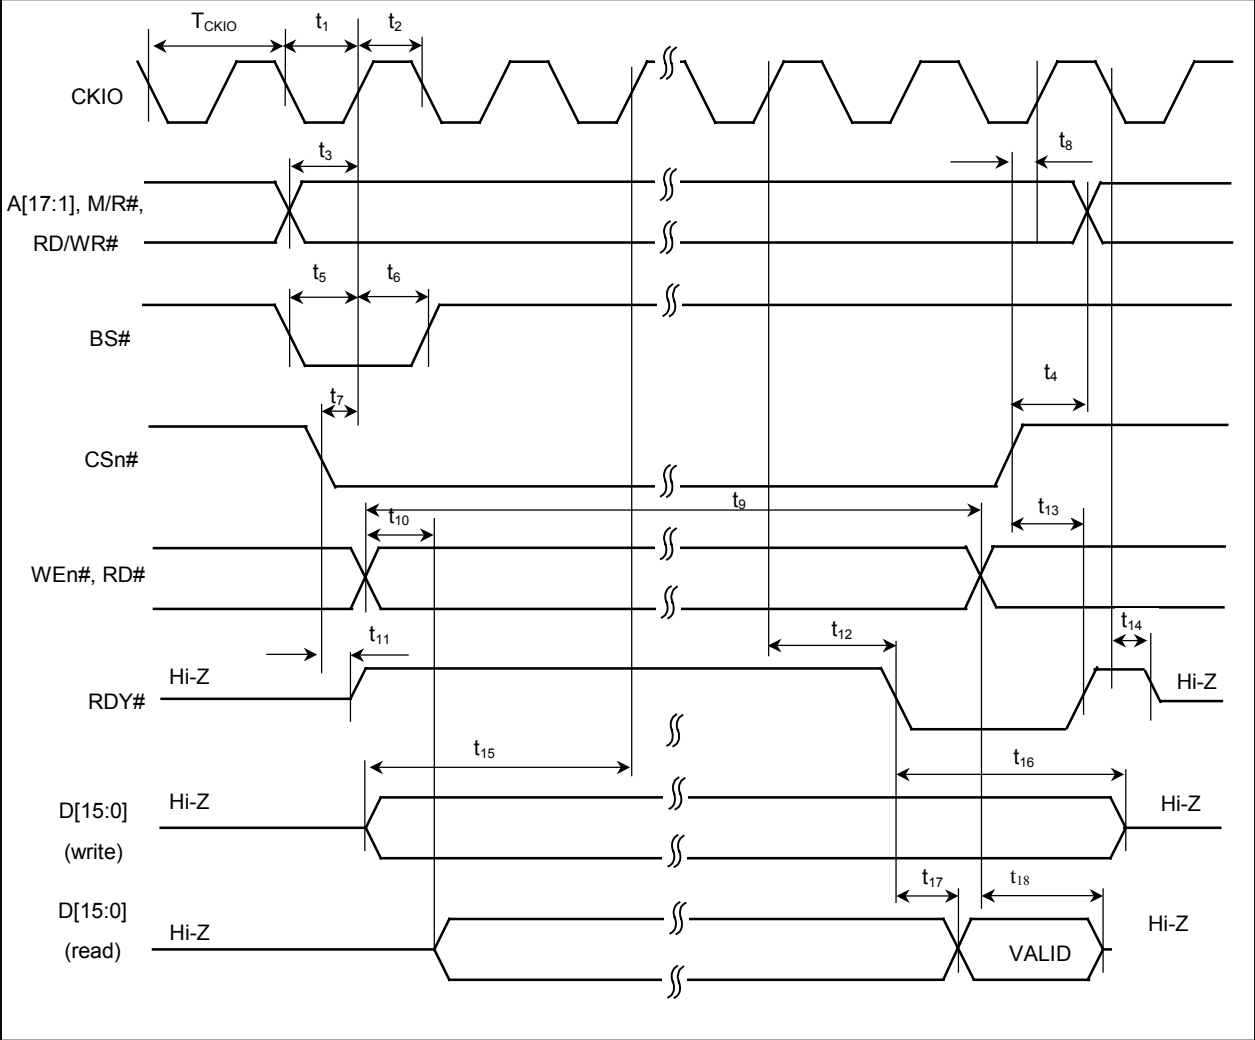 TCKIO t1 t2
CKIO
t3 t8
A[17:1], M/R#,
RD/WR#
t5 t6
BS#
t4
t7
CSn#
t9
t10 t13
WEn#, RD#
t11 t12 t14
Hi-Z Hi-Z
RDY#
t15 t16
Hi-Z Hi-Z
D[15:0]
(write)
t17 t18
D[15:0]
Hi-Z Hi-Z
(read) VALID